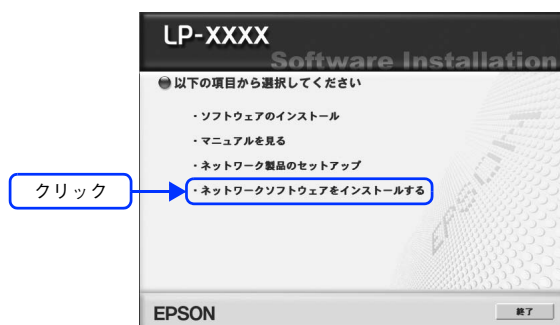 LP-XXXX
Software Installation
以下の項目から選択してください
・ソフトウェアのインストール
・マニュアルを見る
・ネットワーク製品のセットアップ
クリック
・ネットワークソフトウェアをインストールする
EPSON
EPSON
終了